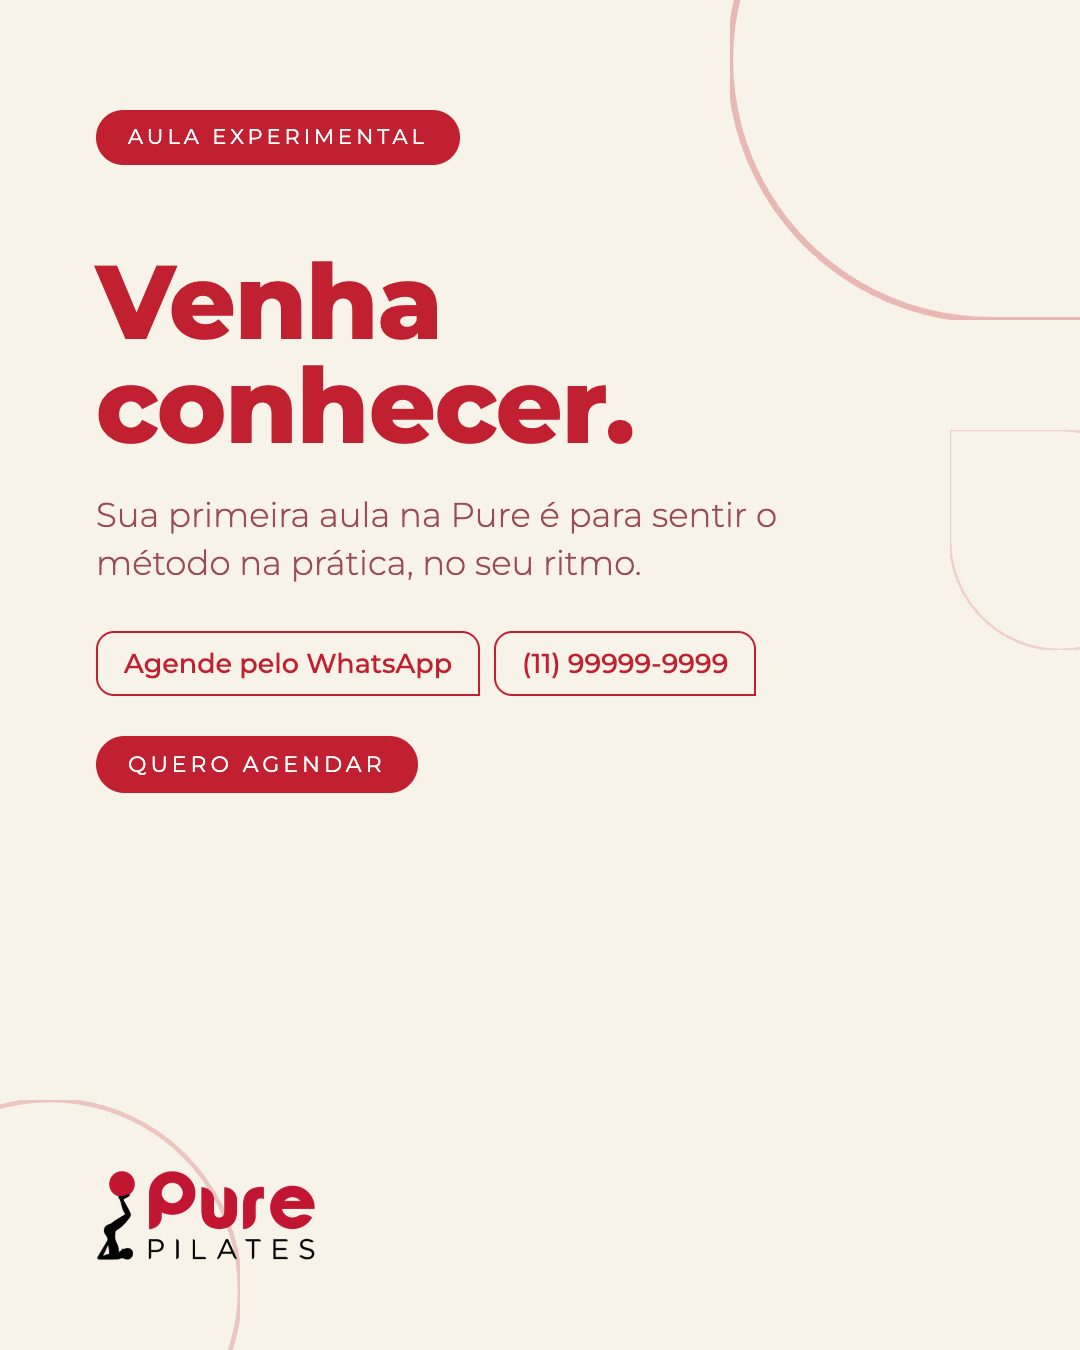 AULA EXPERIMENTAL
Venha
conhecer.
Sua primeira aula na Pure é para sentir o
método na prática, no seu ritmo.
Agende pelo WhatsApp
(11) 99999-9999
QUERO AGENDAR
Pure
PILATES